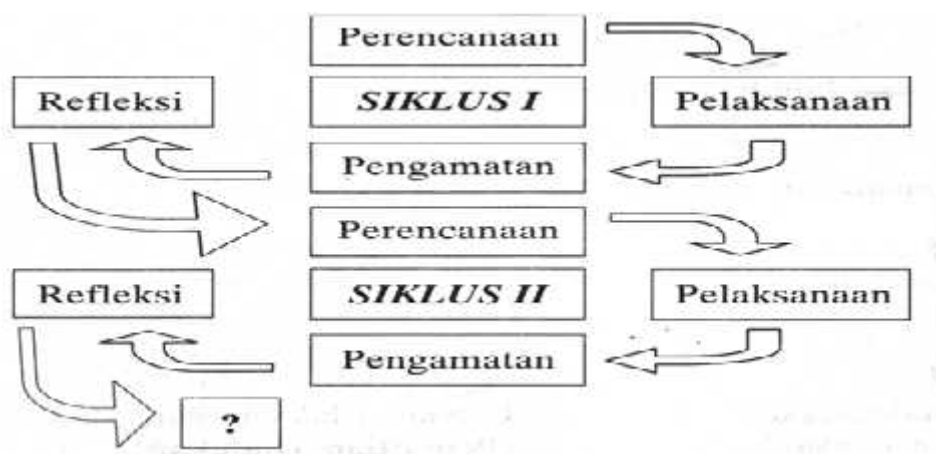 Perencanaan
Refleksi
SIKLUS I
Pelaksanaan
Pengamatan
Perencanaan
Refleksi
SIKLUS II
Pelaksanaan
Pengamatan
?